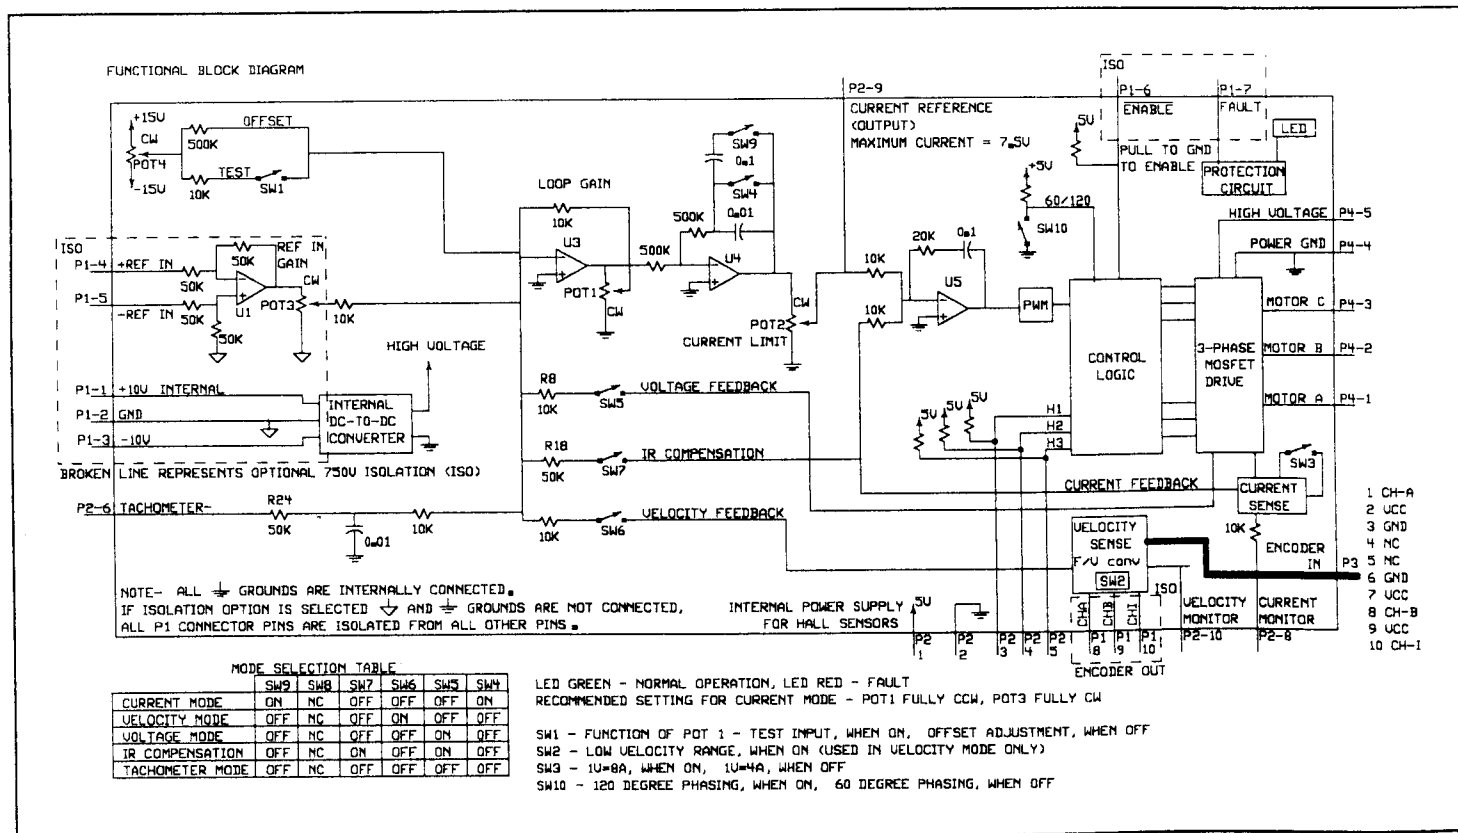 FUNCTIONAL BLOCK DIAGRAM
+15V
CW
POT4
-15V
OFFSET
500K
TEST
10K
SW1
ISO
P1-4 +REF IN
50K
50K
REF IN
GAIN
CW
U1
POT3
P1-5
-REF IN
50K
50K
10K
HIGH VOLTAGE
P1-1 +10V INTERNAL
P1-2 GND
P1-3 -10V
INTERNAL
DC-TO-DC
CONVERTER
BROKEN LINE REPRESENTS OPTIONAL 750V ISOLATION (ISO)
P2-6 TACHOMETER-
R24
50K
0.01
10K
LOOP GAIN
10K
U3
POT1
CW
500K
500K
SW9
0.1
SW4
0.01
U4
CW
POT2
CURRENT LIMIT
R8
10K
SW5
VOLTAGE FEEDBACK
R18
50K
SW7
IR COMPENSATION
10K
SW6
VELOCITY FEEDBACK
P2-9
CURRENT REFERENCE
(OUTPUT)
MAXIMUM CURRENT = 7.5V
10K
10K
20K
0.1
U5
PWM
+5V
60/120
SW10
5V
ISO
P1-6
ENABLE
P1-7
FAULT
LED
PULL TO GND
TO ENABLE
PROTECTION
CIRCUIT
HIGH VOLTAGE P4-5
POWER GND P4-4
MOTOR C P4-3
MOTOR B P4-2
MOTOR A P4-1
CONTROL
LOGIC
3-PHASE
MOSFET
DRIVE
5V
5V
5V
H1
H2
H3
SW3
CURRENT FEEDBACK
CURRENT
SENSE
10K
VELOCITY
SENSE
F/V conv
SW2
ENCODER
IN
P3
1 CH-A
2 VCC
3 GND
4 NC
5 NC
6 GND
7 VCC
8 CH-B
9 VCC
10 CH-I
NOTE- ALL GROUNDS ARE INTERNALLY CONNECTED.
IF ISOLATION OPTION IS SELECTED AND GROUNDS ARE NOT CONNECTED,
ALL P1 CONNECTOR PINS ARE ISOLATED FROM ALL OTHER PINS.
INTERNAL POWER SUPPLY
FOR HALL SENSORS
5V
P2 1
P2 2
P2 3
P2 4
P2 5
CHA
CHB
CHI
P1 8
P1 9
P1 10
ISO
ENCODER OUT
VELOCITY
MONITOR
P2-10
CURRENT
MONITOR
P2-8
MODE SELECTION TABLE
SW9 SW8 SW7 SW6 SW5 SW4
CURRENT MODE ON NC OFF OFF OFF ON
VELOCITY MODE OFF NC OFF ON OFF OFF
VOLTAGE MODE OFF NC OFF OFF ON OFF
IR COMPENSATION OFF NC ON OFF ON OFF
TACHOMETER MODE OFF NC OFF OFF OFF OFF
LED GREEN - NORMAL OPERATION, LED RED - FAULT
RECOMMENDED SETTING FOR CURRENT MODE - POT1 FULLY CCW, POT3 FULLY CW
SW1 - FUNCTION OF POT 1 - TEST INPUT, WHEN ON, OFFSET ADJUSTMENT, WHEN OFF
SW2 - LOW VELOCITY RANGE, WHEN ON (USED IN VELOCITY MODE ONLY)
SW3 - 1V=8A, WHEN ON, 1V=4A, WHEN OFF
SW10 - 120 DEGREE PHASING, WHEN ON, 60 DEGREE PHASING, WHEN OFF